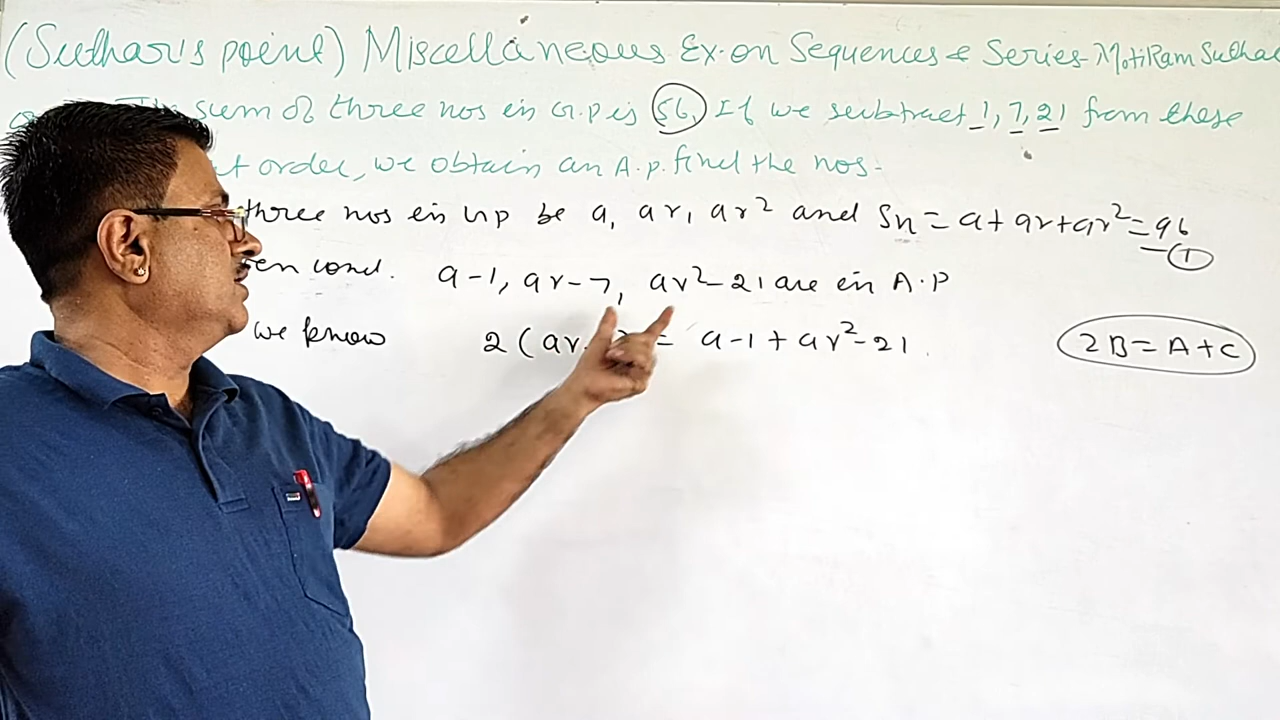 (Suthar's point) Miscellaneous Ex. on Sequences & Series - MotiRam Suthar
sum of three nos in G.P is 56, If we subtract 1, 7, 21 from these
order, we obtain an A.P. find the nos.
three nos in G.P be a, ar, ar² and Sn = a + ar + ar² = 96 — ①
cond. a-1, ar-7, ar²-21 are in A.P
we know 2(ar = a-1 + ar²-21. 2B = A+C